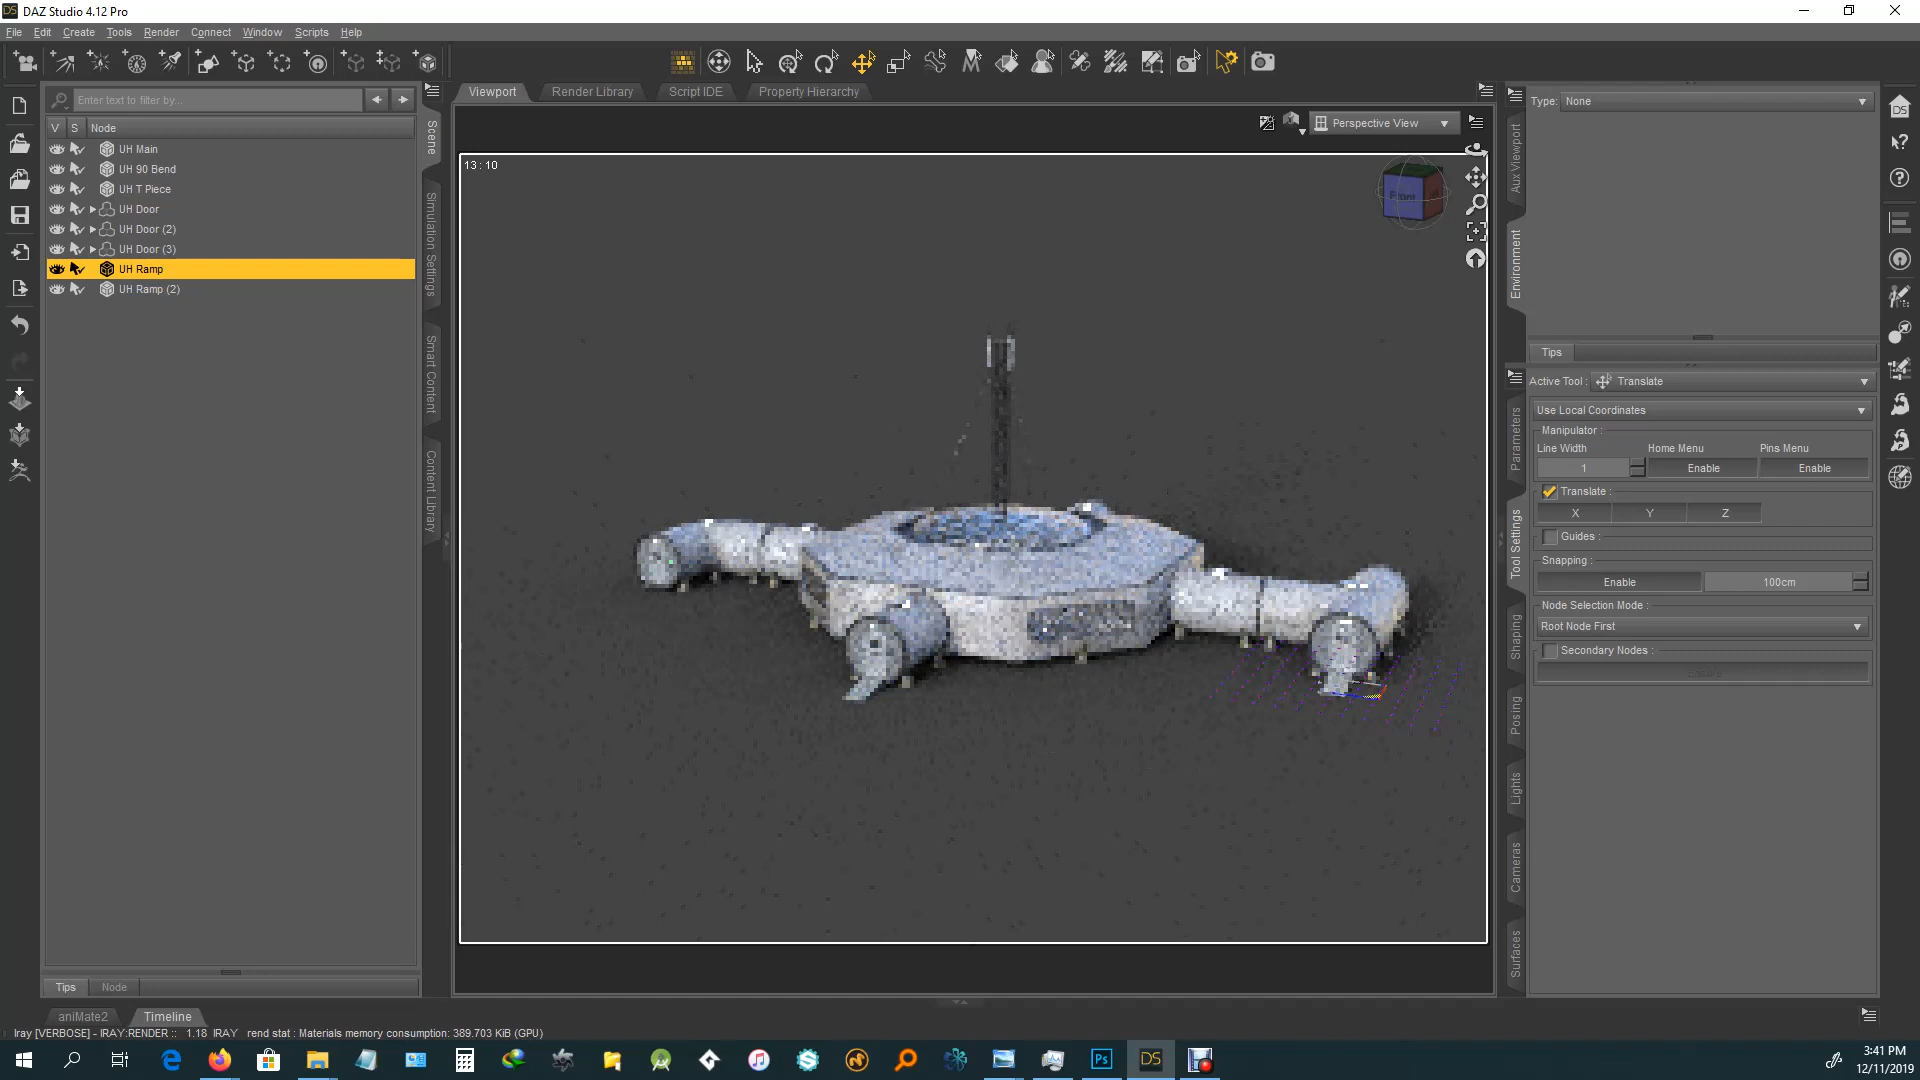 DAZ Studio 4.12 Pro
File Edit Create Tools Render Connect Window Scripts Help
Enter text to filter by...
V S Node
UH Main
UH 90 Bend
UH T Piece
UH Door
UH Door (2)
UH Door (3)
UH Ramp
UH Ramp (2)
Tips Node
Scene
Simulation Settings
Smart Content
Content Library
Viewport Render Library Script IDE Property Hierarchy
Perspective View
13 : 10
Front
Aux Viewport
Environment
Type: None
Tips
Parameters
Tool Settings
Shaping
Posing
Lights
Cameras
Surfaces
Active Tool : Translate
Use Local Coordinates
Manipulator :
Line Width Home Menu Pins Menu
1 Enable Enable
Translate :
X Y Z
Guides :
Snapping :
Enable 100cm
Node Selection Mode :
Root Node First
Secondary Nodes :
aniMate2 Timeline
Iray [VERBOSE] - IRAY:RENDER :: 1.18 IRAY rend stat : Materials memory consumption: 389.703 KiB (GPU)
Ps
DS
3:41 PM
12/11/2019